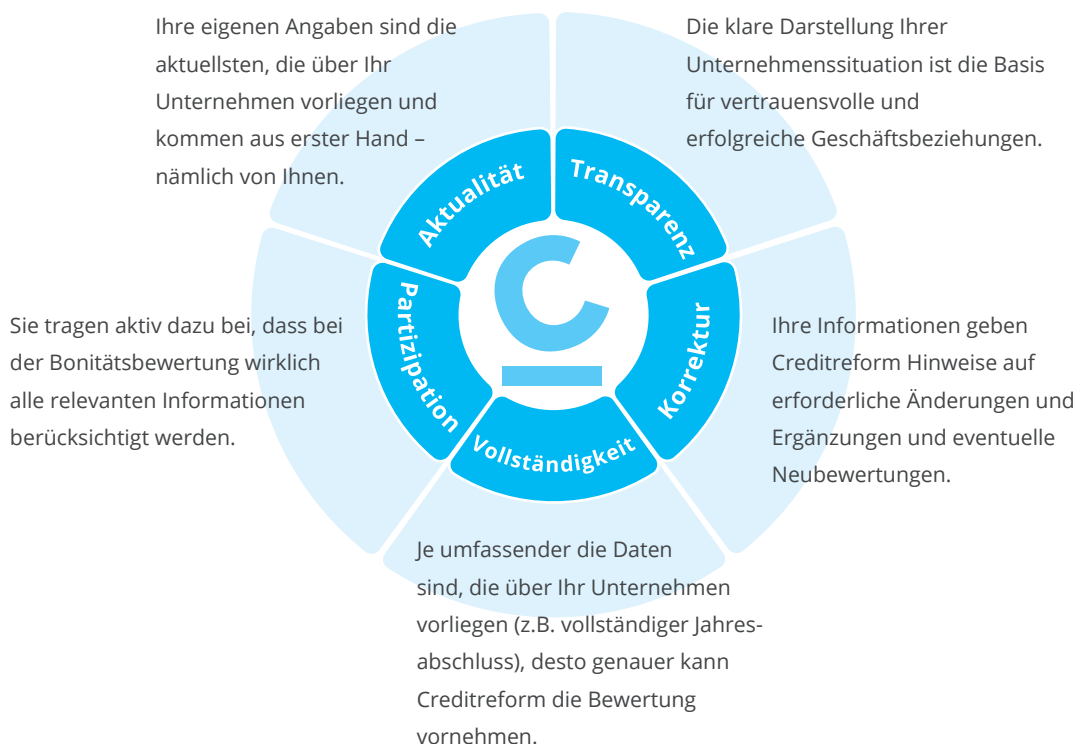 Ihre eigenen Angaben sind die
aktuellsten, die über Ihr
Unternehmen vorliegen und
kommen aus erster Hand –
nämlich von Ihnen.
Die klare Darstellung Ihrer
Unternehmenssituation ist die Basis
für vertrauensvolle und
erfolgreiche Geschäftsbeziehungen.
Aktualität
Transparenz
Partizipation
Korrektur
Vollständigkeit
Sie tragen aktiv dazu bei, dass bei
der Bonitätsbewertung wirklich
alle relevanten Informationen
berücksichtigt werden.
Ihre Informationen geben
Creditreform Hinweise auf
erforderliche Änderungen und
Ergänzungen und eventuelle
Neubewertungen.
Je umfassender die Daten
sind, die über Ihr Unternehmen
vorliegen (z.B. vollständiger Jahres-
abschluss), desto genauer kann
Creditreform die Bewertung
vornehmen.